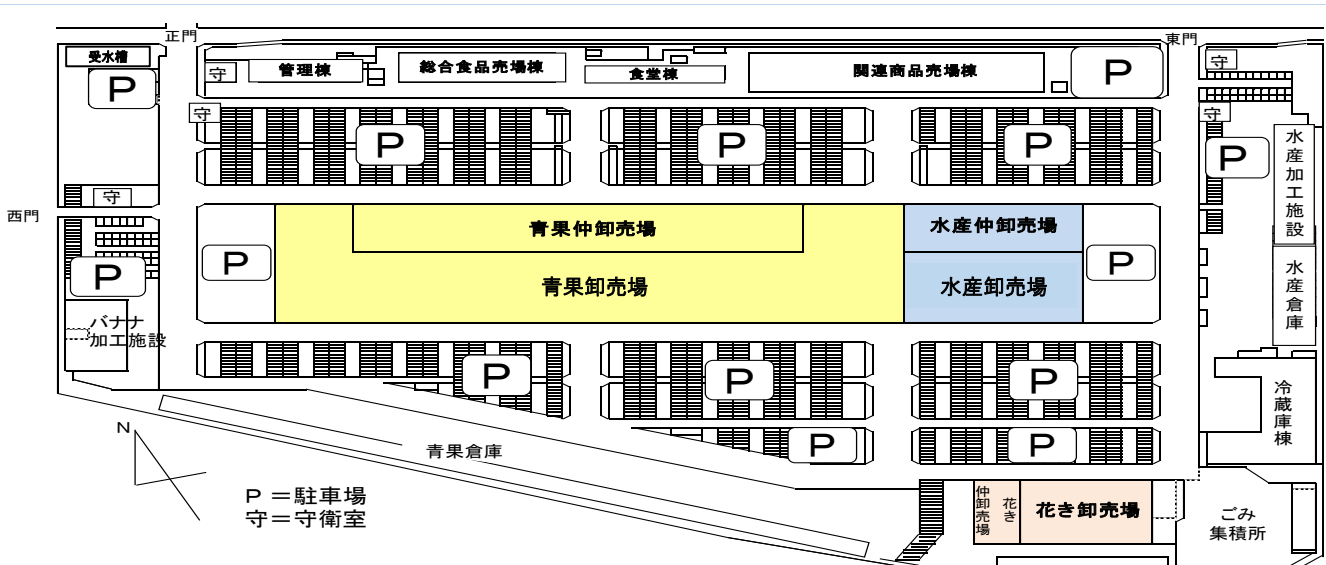 正門
東門
受水槽
P
守
管理棟
総合食品売場棟
食堂棟
関連商品売場棟
P
守
守
P
P
P
守
P
水産加工施設
守
西門
P
青果仲卸売場
水産仲卸売場
P
P
青果卸売場
水産卸売場
水産倉庫
バナナ
加工施設
P
P
P
冷蔵庫棟
N
青果倉庫
P
P
P =駐車場
守=守衛室
花き
仲卸売場
花き卸売場
ごみ
集積所